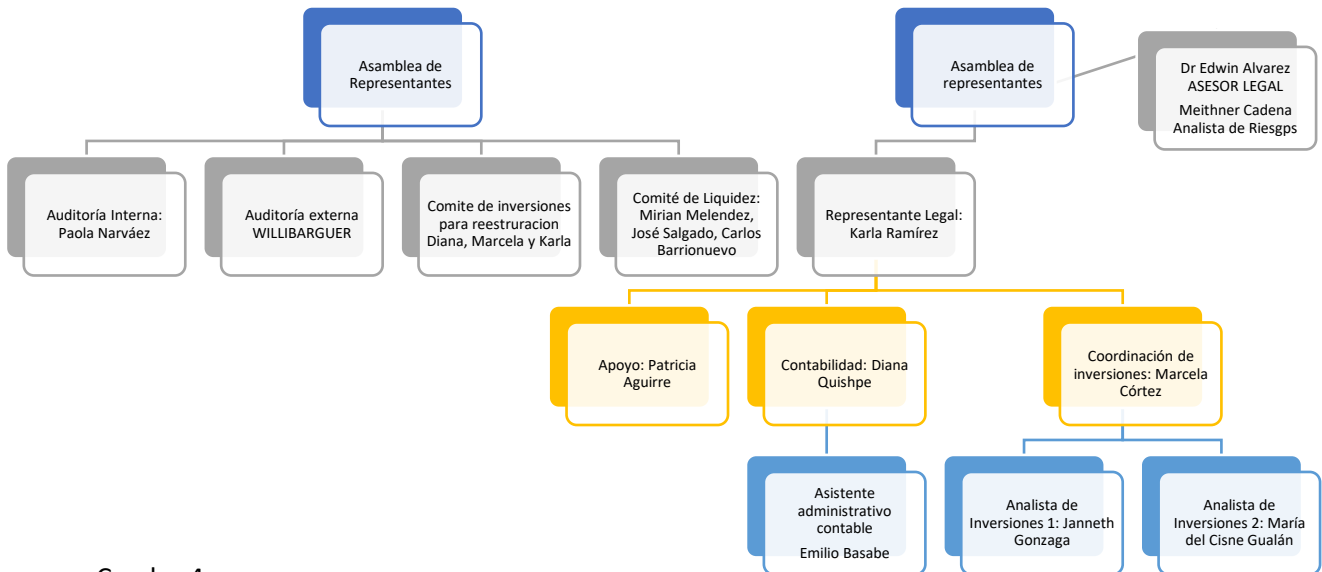 Asamblea de
Representantes
Asamblea de
representantes
Dr Edwin Alvarez
ASESOR LEGAL
Meithner Cadena
Analista de Riesgps
Auditoría Interna:
Paola Narváez
Auditoría externa
WILLIBARGUER
Comite de inversiones
para reestruracion
Diana, Marcela y Karla
Comité de Liquidez:
Mirian Melendez,
José Salgado, Carlos
Barrionuevo
Representante Legal:
Karla Ramírez
Apoyo: Patricia
Aguirre
Contabilidad: Diana
Quishpe
Coordinación de
inversiones: Marcela
Córtez
Asistente
administrativo
contable
Emilio Basabe
Analista de
Inversiones 1: Janneth
Gonzaga
Analista de
Inversiones 2: María
del Cisne Gualán